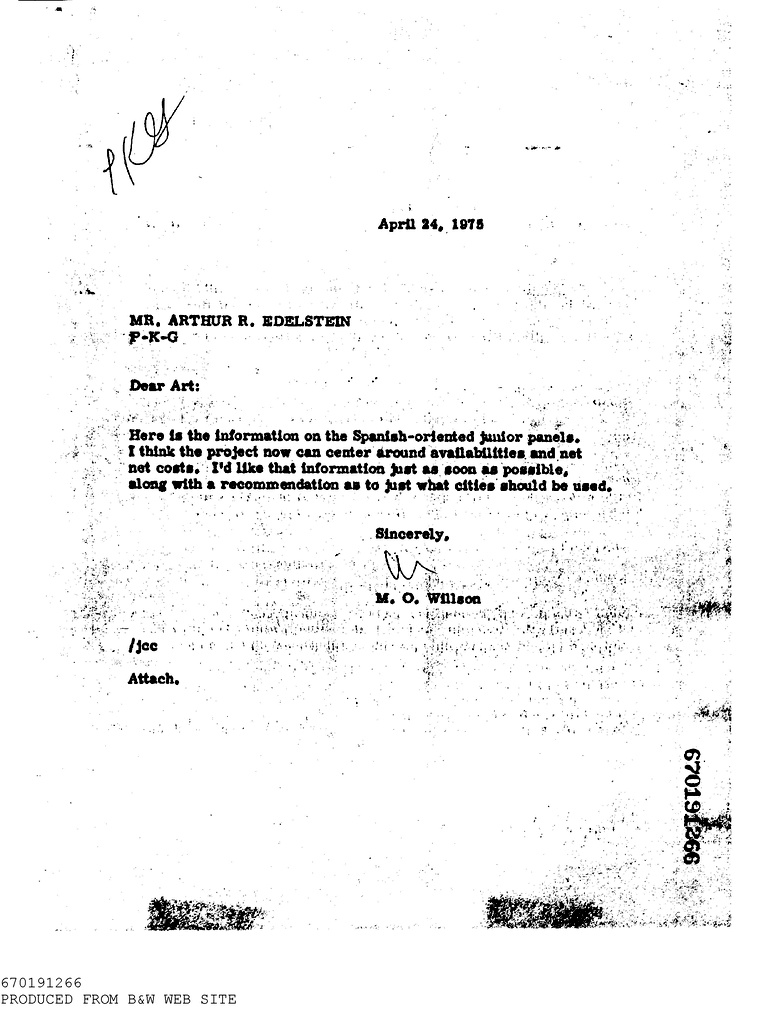 PKG
April 24, 1975
MR. ARTHUR R. EDELSTEIN
P-K-G
Dear Art:
Here is the information on the Spanish-oriented junior panels.
I think the project now can center around availabilities and net
net costs. I'd like that information just as soon as possible,
along with a recommendation as to just what cities should be used.
Sincerely,
M. O. Willson
/jcc
Attach.
670191266
670191266
PRODUCED FROM B&W WEB SITE